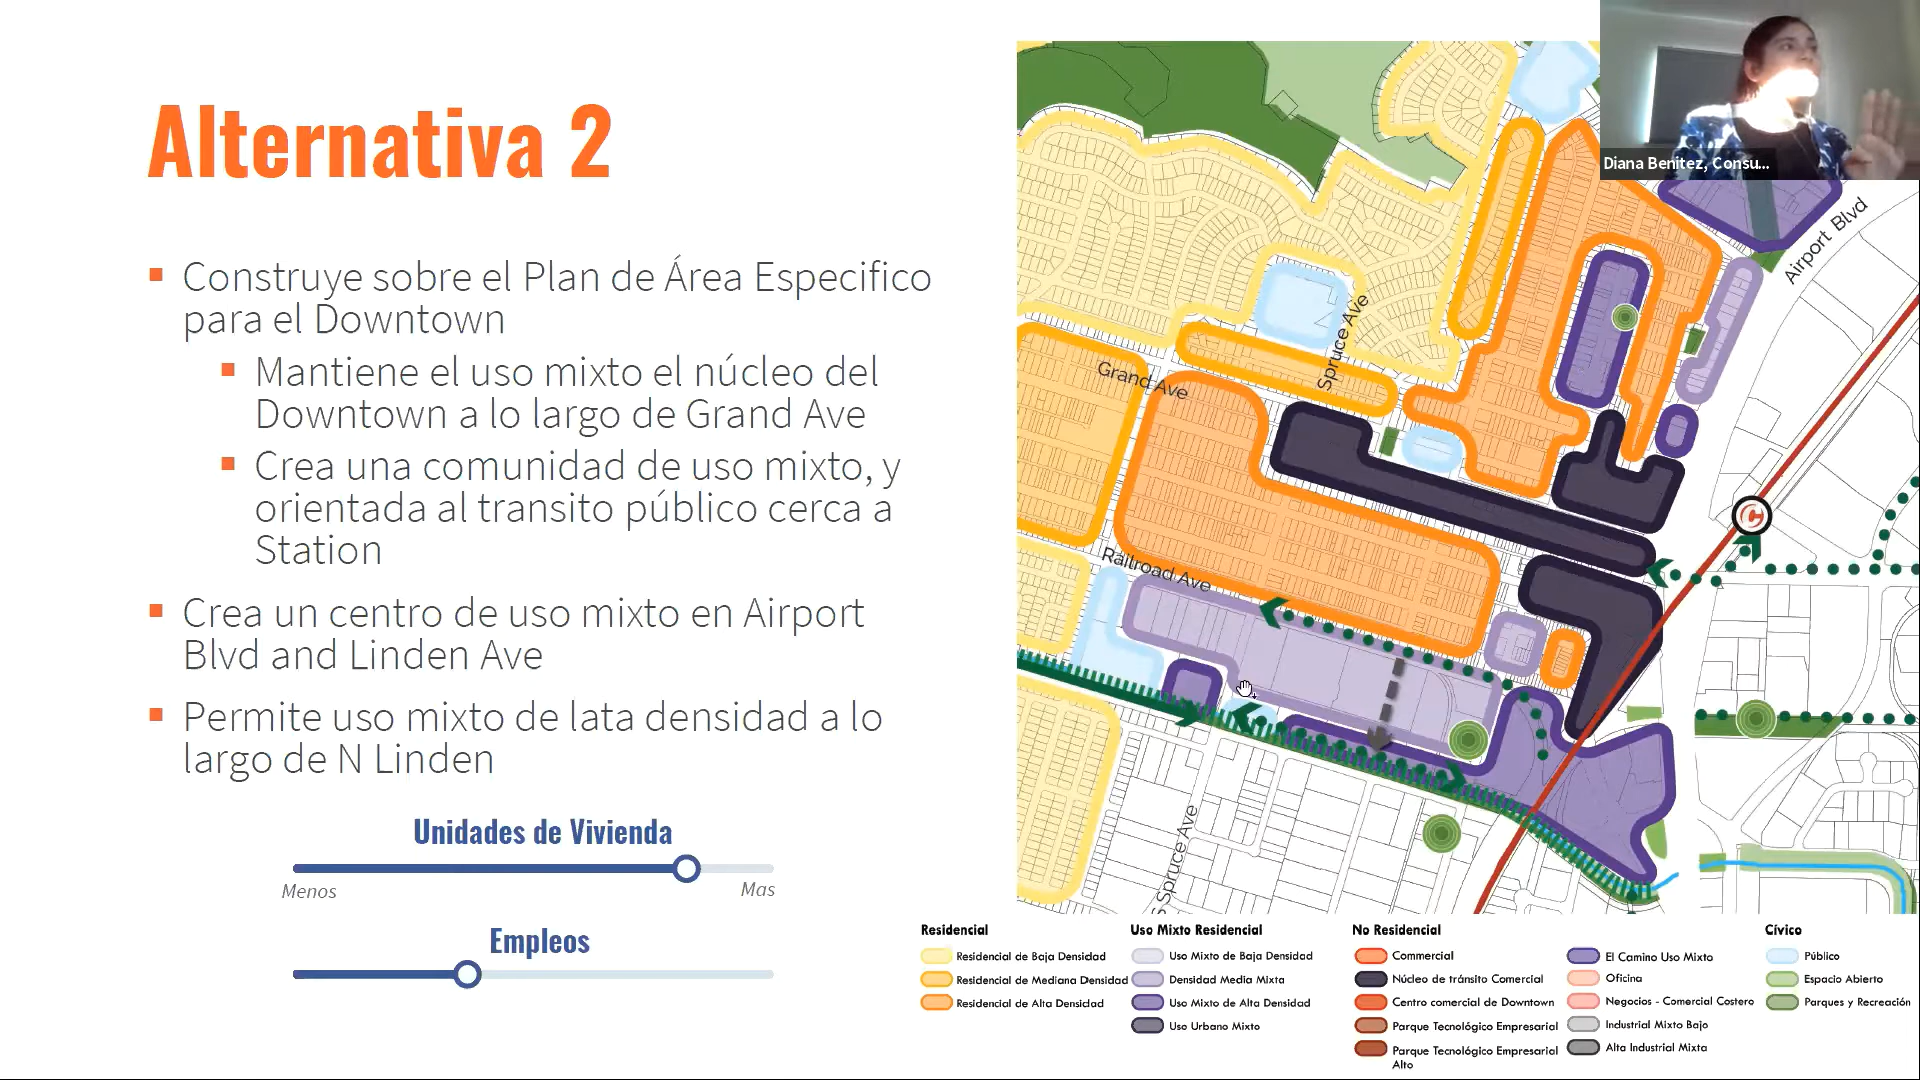 Alternativa 2
Construye sobre el Plan de Área Especifico
para el Downtown
Mantiene el uso mixto el núcleo del
Downtown a lo largo de Grand Ave
Crea una comunidad de uso mixto, y
orientada al transito público cerca a
Station
Crea un centro de uso mixto en Airport
Blvd and Linden Ave
Permite uso mixto de lata densidad a lo
largo de N Linden
Unidades de Vivienda
Menos
Mas
Empleos
Diana Benitez, Consu...
Airport Blvd
Spruce Ave
Grand Ave
Railroad Ave
S Spruce Ave
C
Residencial
Residencial de Baja Densidad
Residencial de Mediana Densidad
Residencial de Alta Densidad
Uso Mixto Residencial
Uso Mixto de Baja Densidad
Densidad Media Mixta
Uso Mixto de Alta Densidad
Uso Urbano Mixto
No Residencial
Commercial
Núcleo de tránsito Comercial
Centro comercial de Downtown
Parque Tecnológico Empresarial
Parque Tecnológico Empresarial
Alto
El Camino Uso Mixto
Oficina
Negocios - Comercial Costero
Industrial Mixto Bajo
Alta Industrial Mixta
Cívico
Público
Espacio Abierto
Parques y Recreación